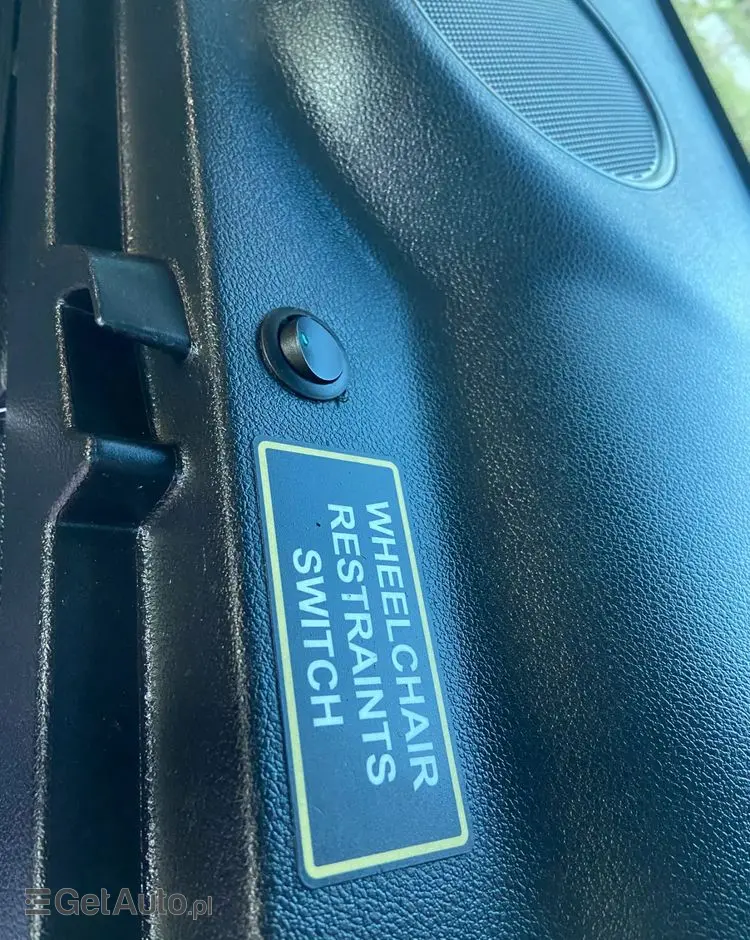 WHEELCHAIR
RESTRAINTS
SWITCH
GetAuto.pl